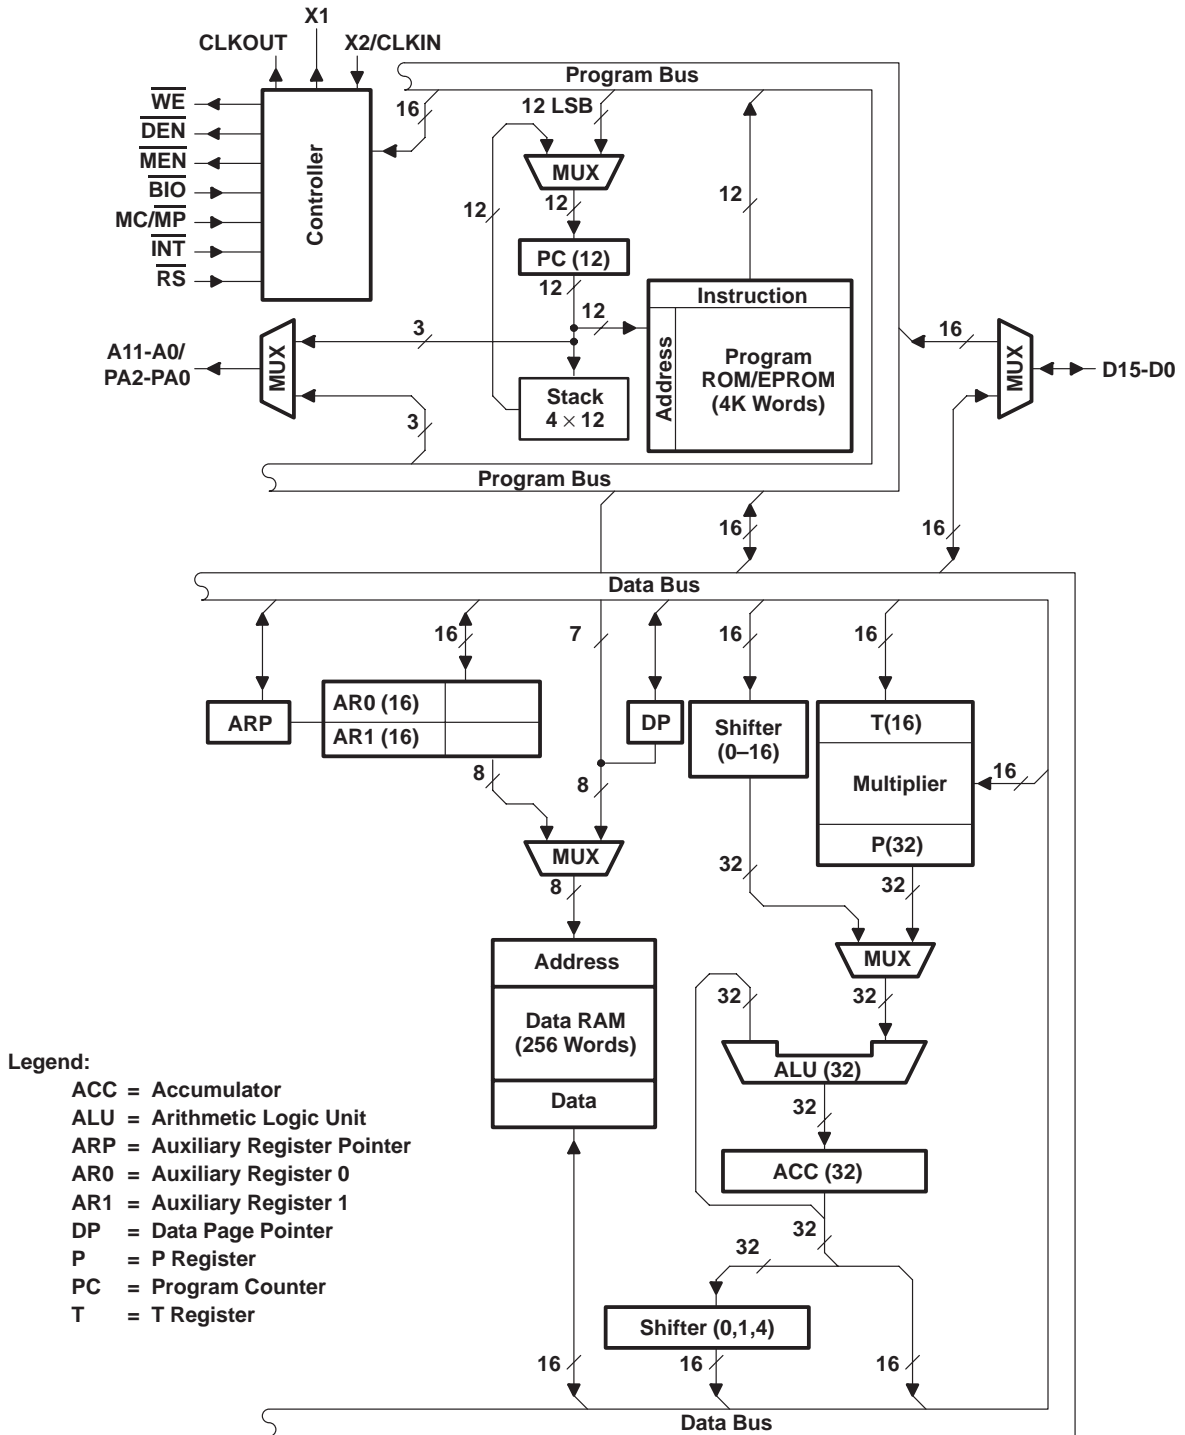 X1
CLKOUT
X2/CLKIN
Program Bus
WE
DEN
MEN
BIO
MC/MP
INT
RS
Controller
16
12 LSB
MUX
12
12
12
PC (12)
12
12
Instruction
Address
Program
ROM/EPROM
(4K Words)
Stack
4 × 12
3
A11-A0/
PA2-PA0
MUX
3
16
MUX
D15-D0
Program Bus
16
16
Data Bus
16
7
16
16
ARP
AR0 (16)
AR1 (16)
DP
Shifter
(0–16)
T(16)
Multiplier
P(32)
16
8
8
MUX
8
32
32
MUX
Address
Data RAM
(256 Words)
Data
32
32
ALU (32)
32
ACC (32)
32
32
Shifter (0,1,4)
16
16
16
Data Bus
Legend:
ACC = Accumulator
ALU = Arithmetic Logic Unit
ARP = Auxiliary Register Pointer
AR0 = Auxiliary Register 0
AR1 = Auxiliary Register 1
DP = Data Page Pointer
P = P Register
PC = Program Counter
T = T Register